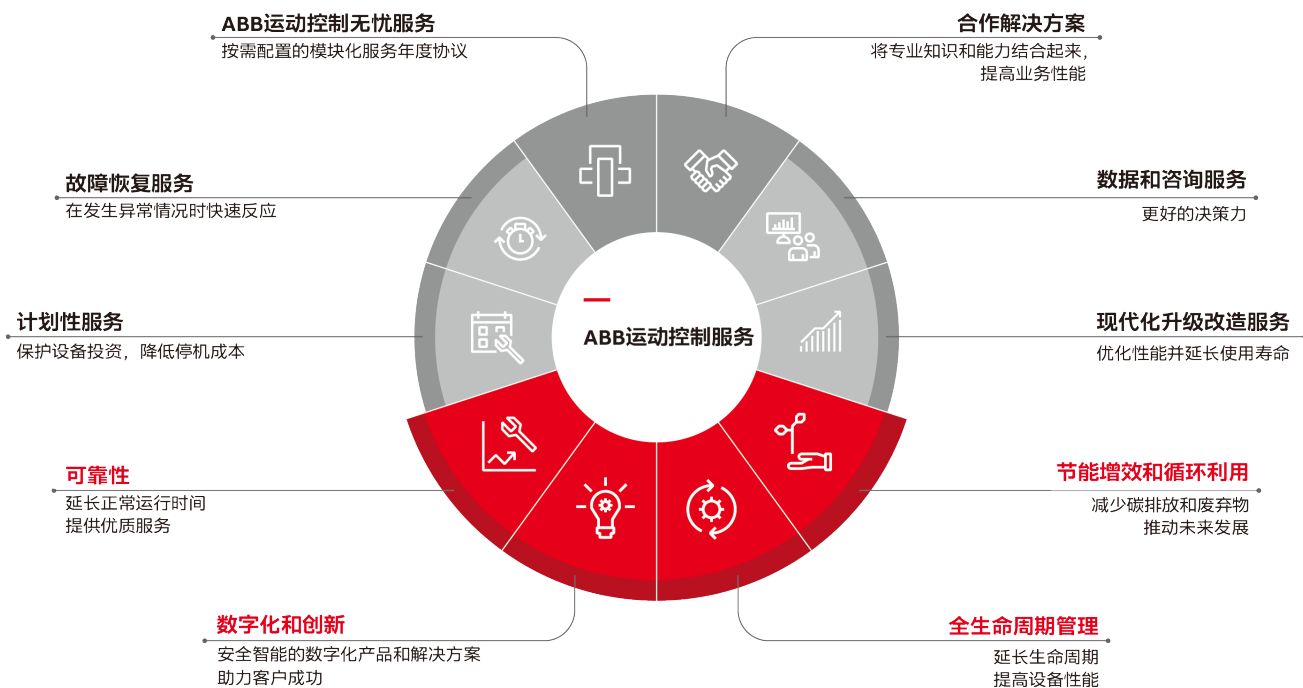 ABB运动控制无忧服务
按需配置的模块化服务年度协议
合作解决方案
将专业知识和能力结合起来，
提高业务性能
故障恢复服务
在发生异常情况时快速反应
数据和咨询服务
更好的决策力
计划性服务
保护设备投资，降低停机成本
ABB运动控制服务
现代化升级改造服务
优化性能并延长使用寿命
可靠性
延长正常运行时间
提供优质服务
节能增效和循环利用
减少碳排放和废弃物
推动未来发展
数字化和创新
安全智能的数字化产品和解决方案
助力客户成功
全生命周期管理
延长生命周期
提高设备性能